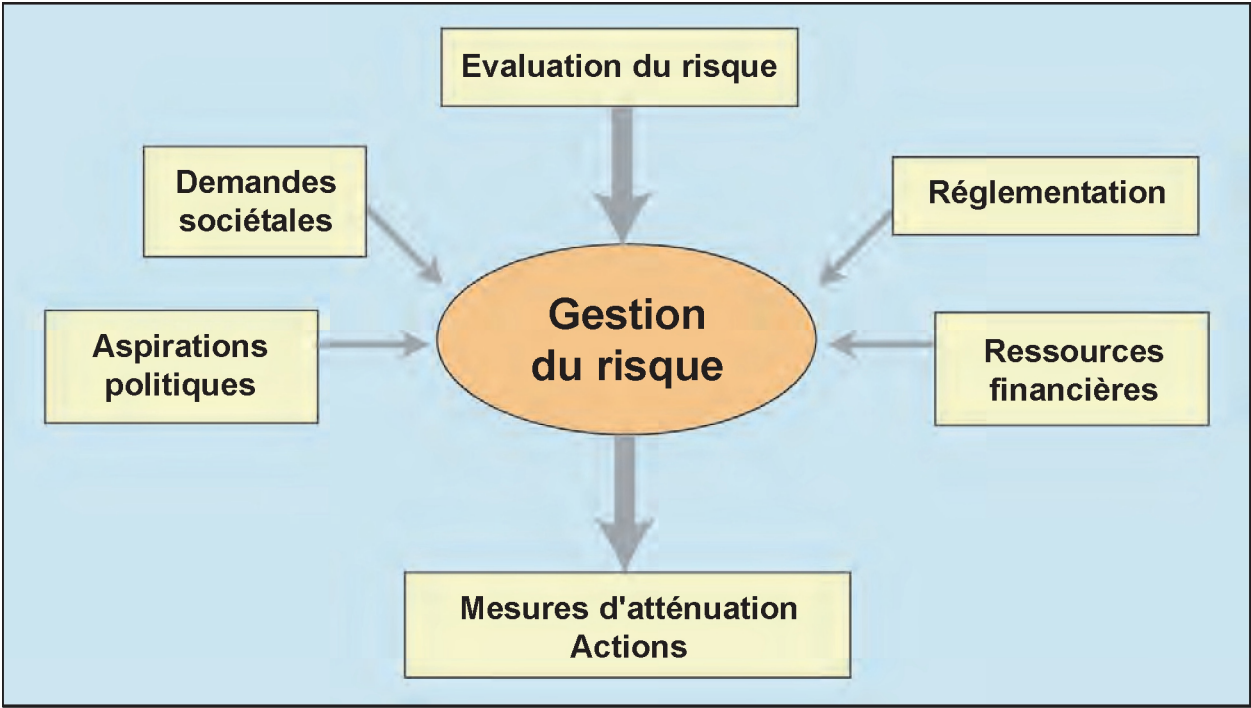 Evaluation du risque
Demandes
sociétales
Réglementation
Gestion
du risque
Aspirations
politiques
Ressources
financières
Mesures d'atténuation
Actions